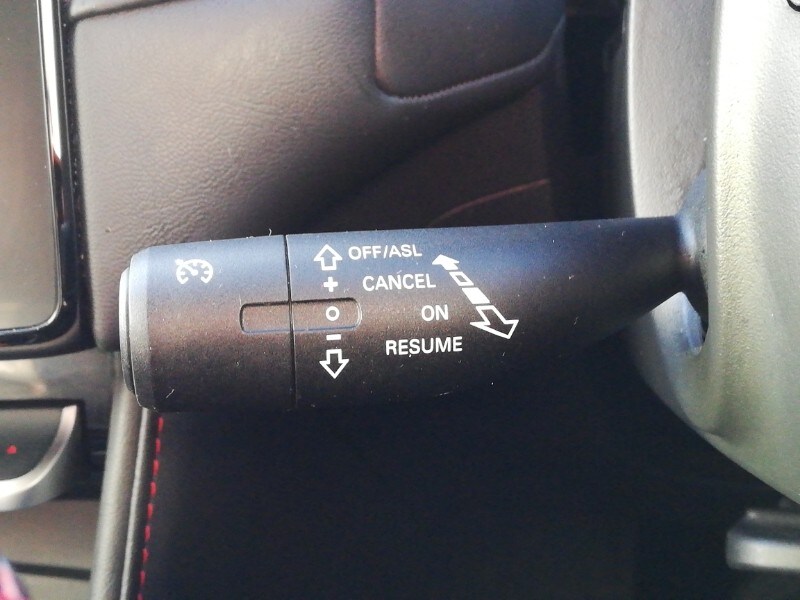 OFF/ASL
+ CANCEL
O ON
- RESUME